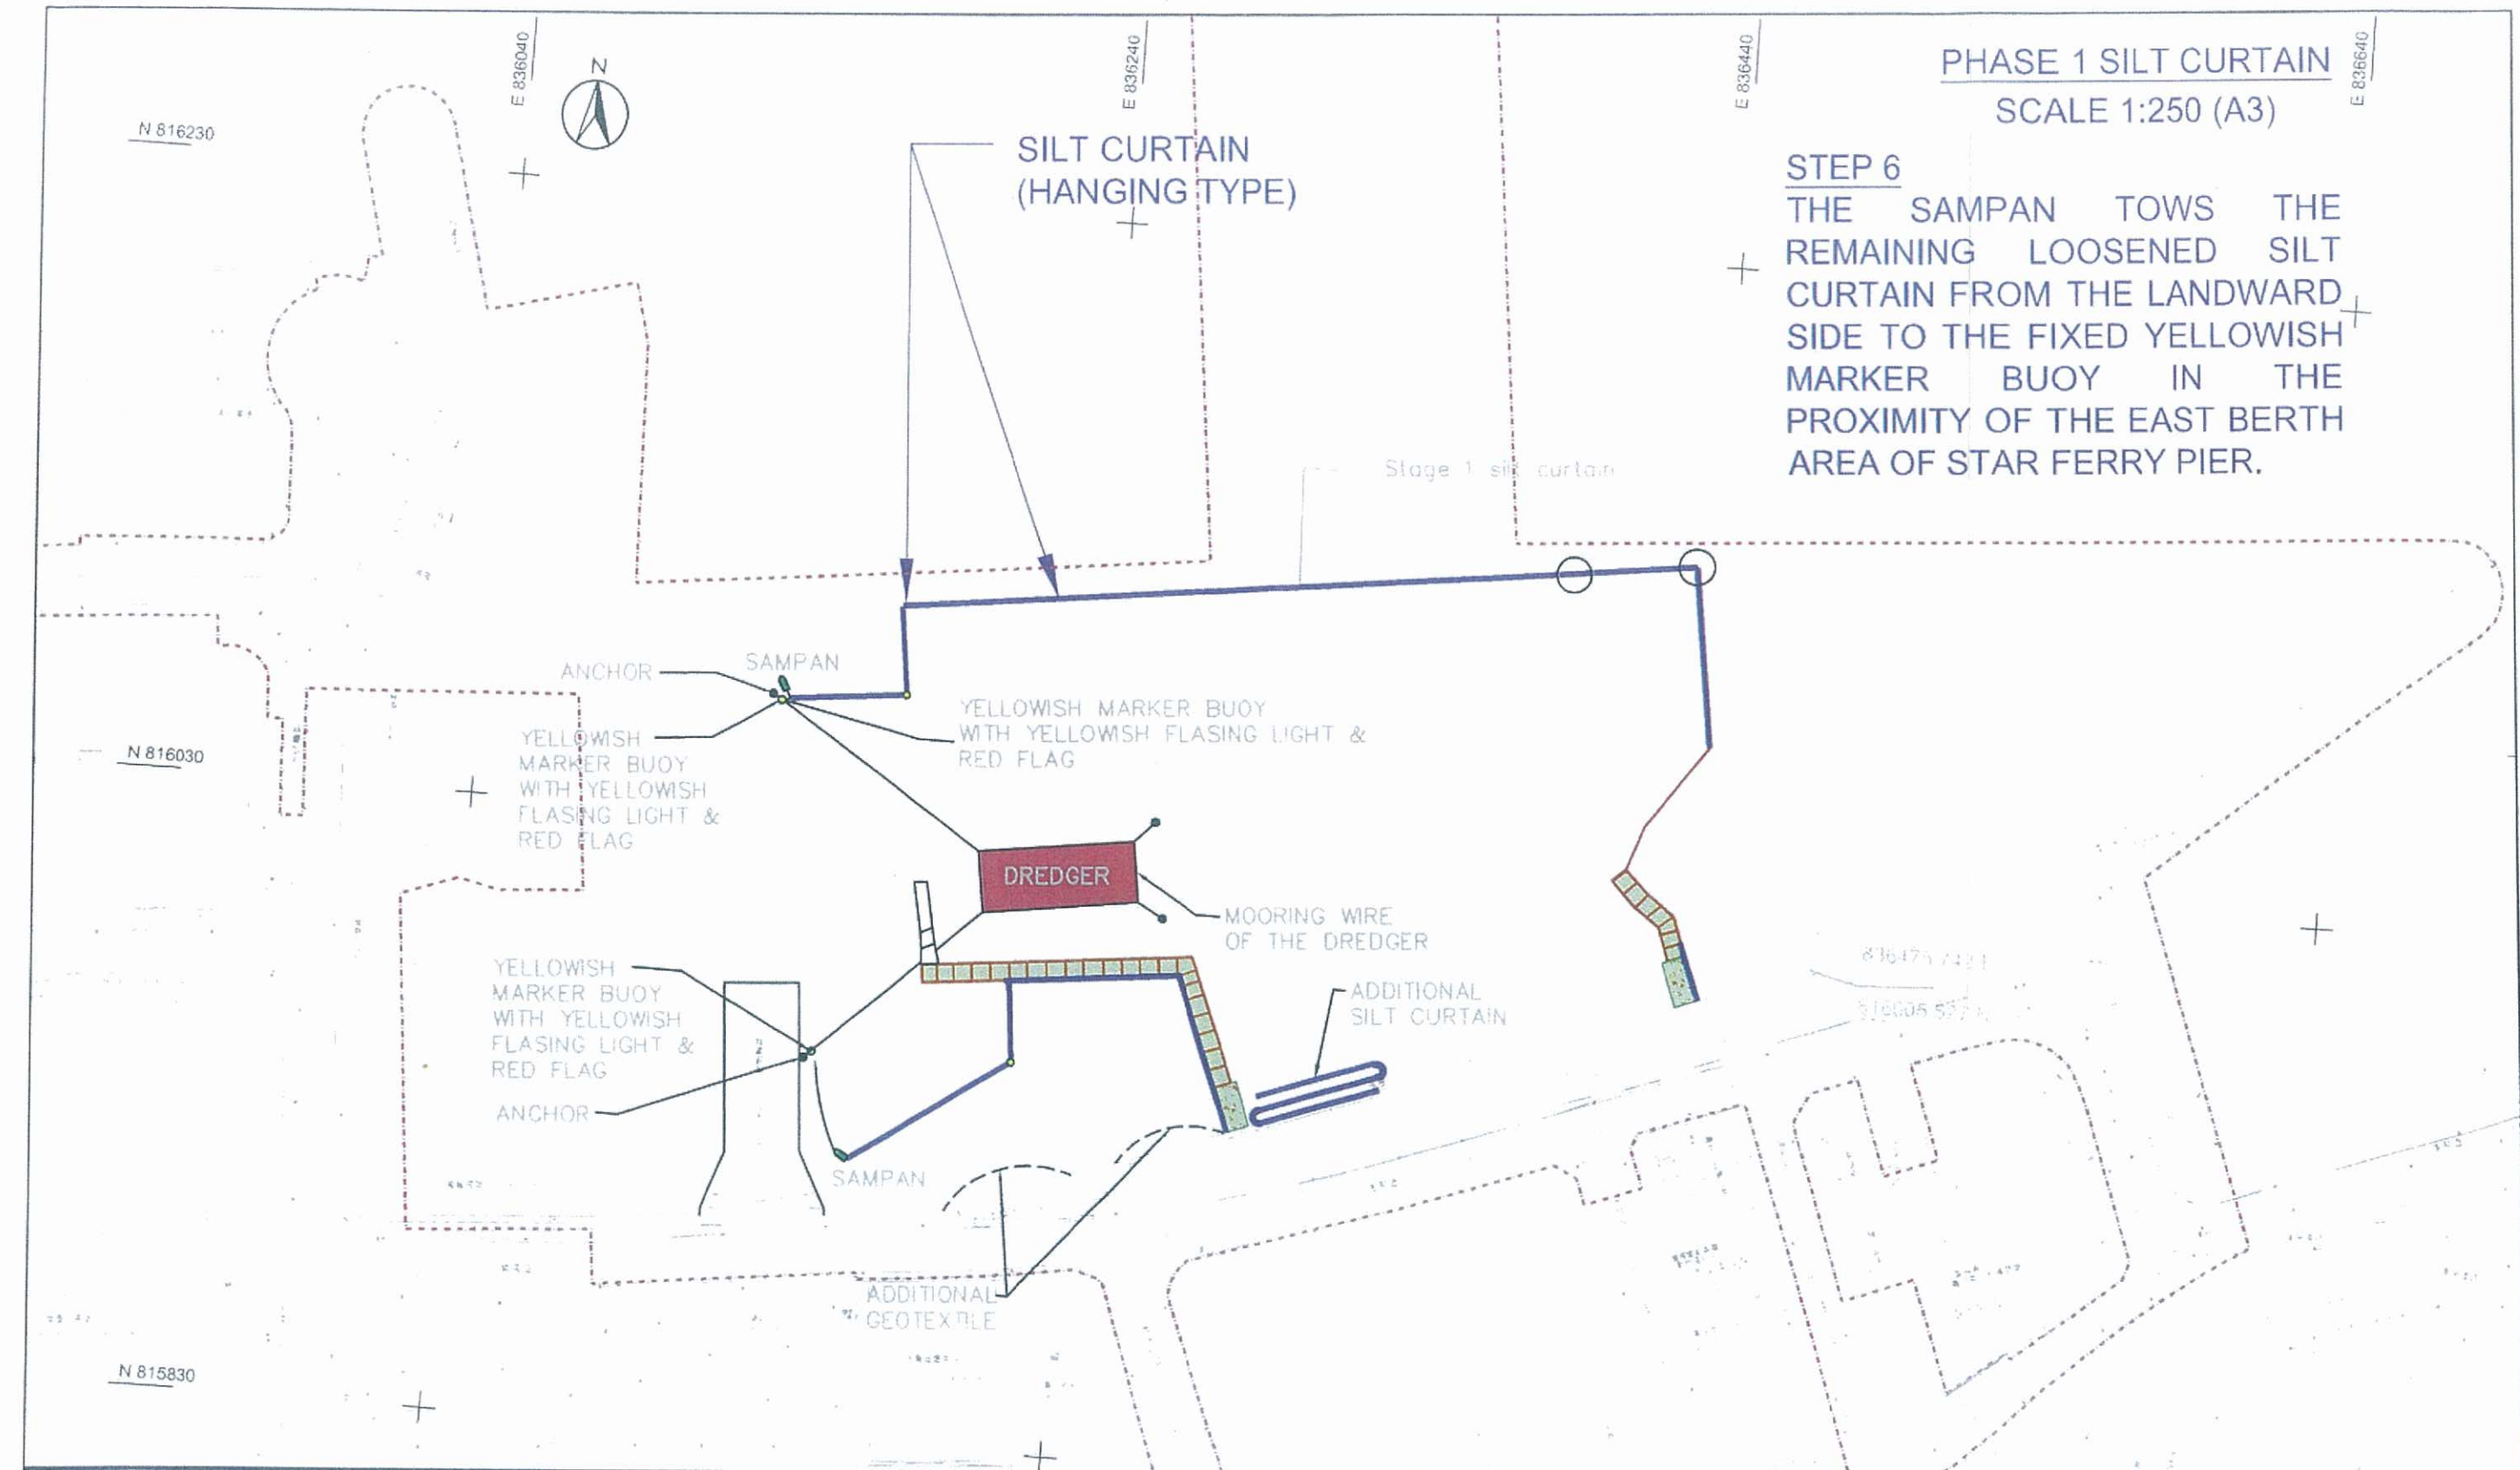 E 836040
E 836240
E 836440
E 836640
N
N 816230
PHASE 1 SILT CURTAIN
SCALE 1:250 (A3)
SILT CURTAIN
(HANGING TYPE)
STEP 6
THE SAMPAN TOWS THE
REMAINING LOOSENED SILT
CURTAIN FROM THE LANDWARD
SIDE TO THE FIXED YELLOWISH
MARKER BUOY IN THE
PROXIMITY OF THE EAST BERTH
AREA OF STAR FERRY PIER.
Stage 1 silt curtain
ANCHOR
SAMPAN
YELLOWISH MARKER BUOY
WITH YELLOWISH FLASING LIGHT &
RED FLAG
YELLOWISH
MARKER BUOY
WITH YELLOWISH
FLASING LIGHT &
RED FLAG
N 816030
DREDGER
MOORING WIRE
OF THE DREDGER
YELLOWISH
MARKER BUOY
WITH YELLOWISH
FLASING LIGHT &
RED FLAG
ANCHOR
ADDITIONAL
SILT CURTAIN
SAMPAN
ADDITIONAL
GEOTEXTILE
N 815830